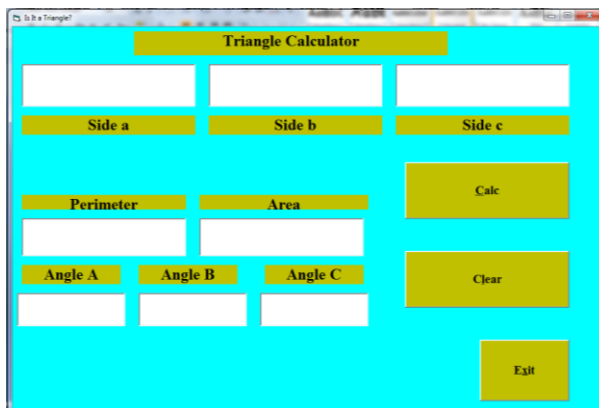 Is It a Triangle?
Triangle Calculator
Side a Side b Side c
Calc
Perimeter Area
Angle A Angle B Angle C
Clear
Exit